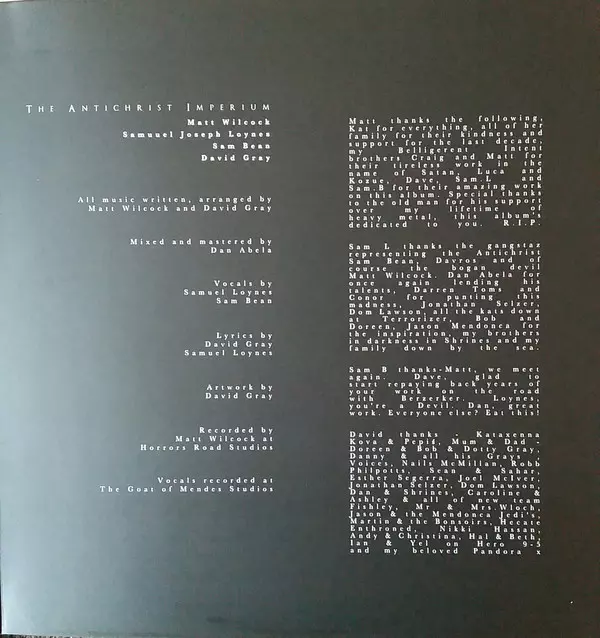 THE ANTICHRIST IMPERIUM
Matt Wilcock
Samuuel Joseph Loynes
Sam Bean
David Gray
All music written, arranged by
Matt Wilcock and David Gray
Mixed and mastered by
Dan Abela
Vocals by
Samuel Loynes
Sam Bean
Lyrics by
David Gray
Samuel Loynes
Artwork by
David Gray
Recorded by
Matt Wilcock at
Horrors Road Studios
Vocals recorded at
The Goat of Mendes Studios
Matt thanks the following,
Kat for everything, all of her
family for their kindness and
support for the last decade,
my Belligerent Intent
brothers Craig and Matt for
their tireless work in the
name of Satan, Luca and
Kozue, Dave, Sam.L and
Sam.B for their amazing work
on this album. Special thanks
to the old man for his support
over my lifetime of
heavy metal, this album's
dedicated to you. R.I.P.
Sam L thanks the gangstaz
representing the Antichrist
Sam Bean, Davros and of
course the bogan devil
Matt Wilcock. Dan Abela for
once again lending his
talents, Darren Toms and
Conor for punting this
madness, Jonathan Selzer,
Dom Lawson, all the kats down
at Terrorizer, Bob and
Doreen, Jason Mendonca for
the inspiration, my brothers
in darkness in Shrines and my
family down by the sea.
Sam B thanks-Matt, we meet
again. Dave, glad to
start repaying back years of
your work on the road
with Berzerker. Loynes,
you're a Devil. Dan, great
work. Everyone else? Eat this!
David thanks - Kataxenna
Kova & Pepid, Mum & Dad -
Doreen & Bob & Dotty Gray,
Danny & all his Grays -
Voices, Nails McMillan, Robb
Philpotts, Sean & Sahar,
Esther Segerra, Joel McIver,
Jonathan Selzer, Dom Lawson,
Dan & Shrines, Caroline &
Ashley & all of new team
Fishley, Mr & Mrs.Wloch,
Jason & the Mendonca Jedi's,
Martin & the Bonsoirs, Hecate
Enthroned, Nikki Hassan,
Andy & Christina, Hal & Beth,
Ian & Yel on Hero 9-5
and my beloved Pandora x